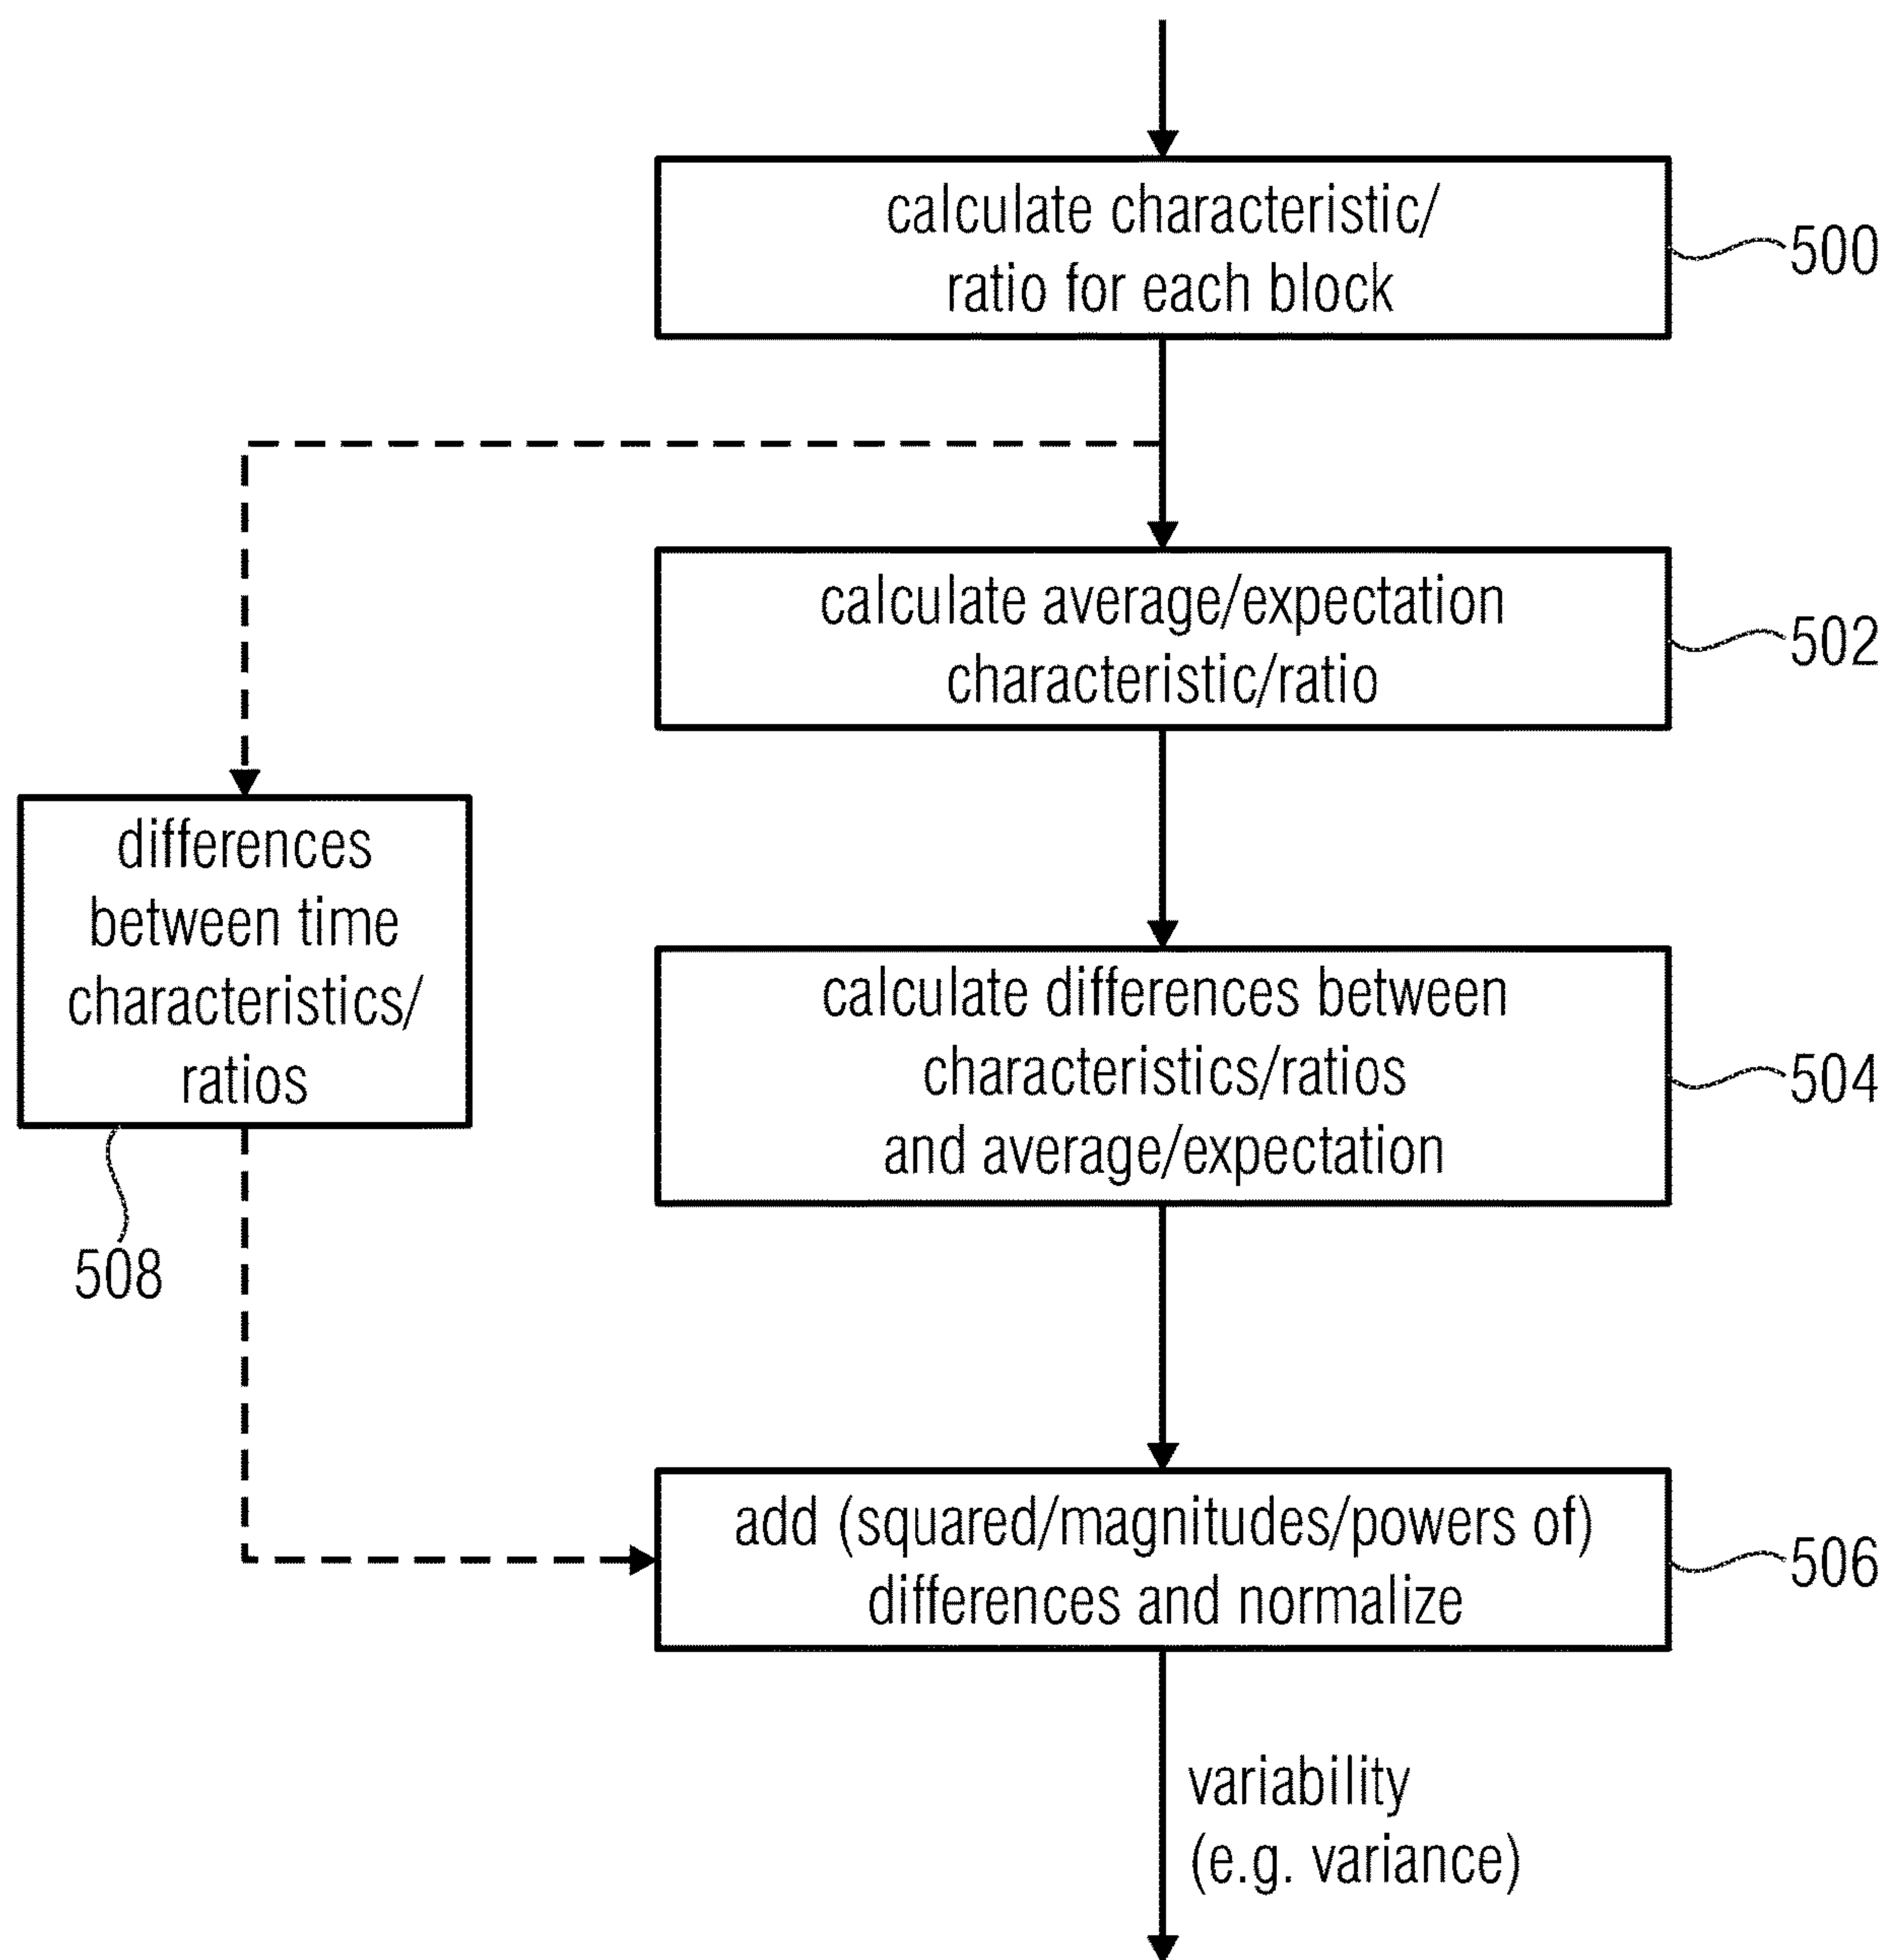 calculate characteristic/
ratio for each block
500
calculate average/expectation
characteristic/ratio
502
differences
between time
characteristics/
ratios
508
calculate differences between
characteristics/ratios
and average/expectation
504
add (squared/magnitudes/powers of)
differences and normalize
506
variability
(e.g. variance)